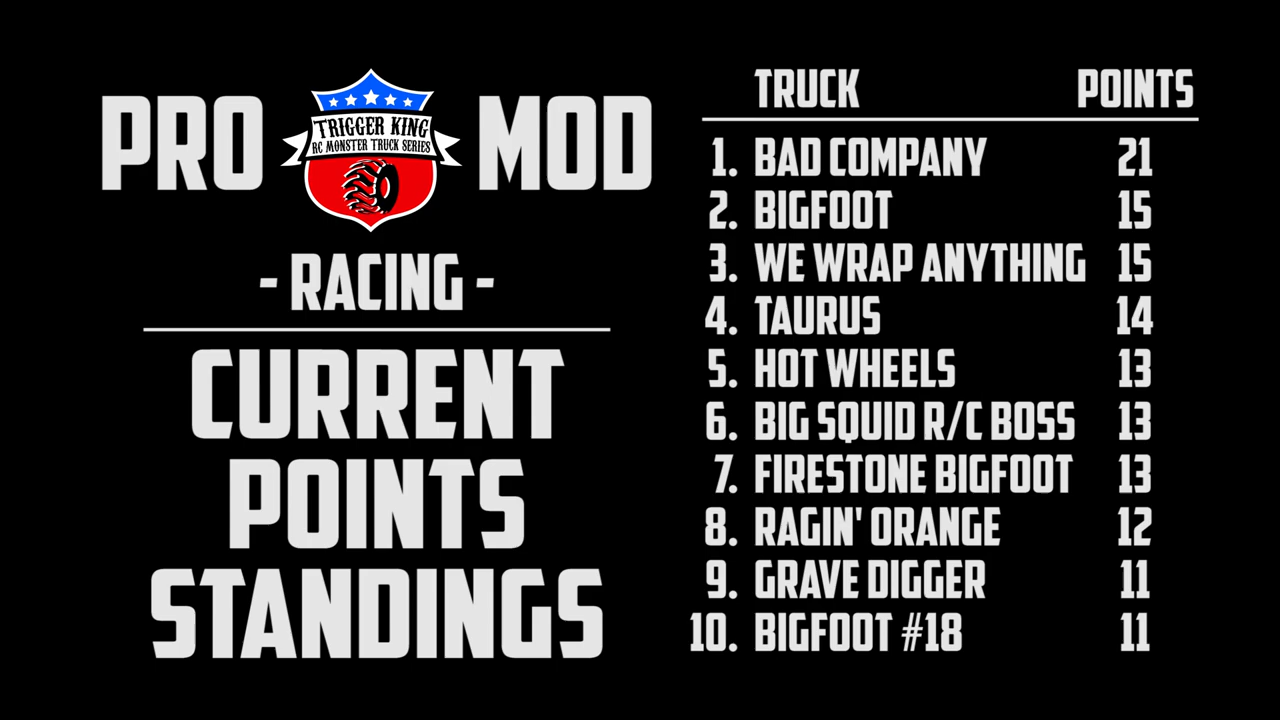 PRO MOD
TRIGGER KING
RC MONSTER TRUCK SERIES
- RACING -
CURRENT
POINTS
STANDINGS
TRUCK POINTS
1. BAD COMPANY 21
2. BIGFOOT 15
3. WE WRAP ANYTHING 15
4. TAURUS 14
5. HOT WHEELS 13
6. BIG SQUID R/C BOSS 13
7. FIRESTONE BIGFOOT 13
8. RAGIN' ORANGE 12
9. GRAVE DIGGER 11
10. BIGFOOT #18 11